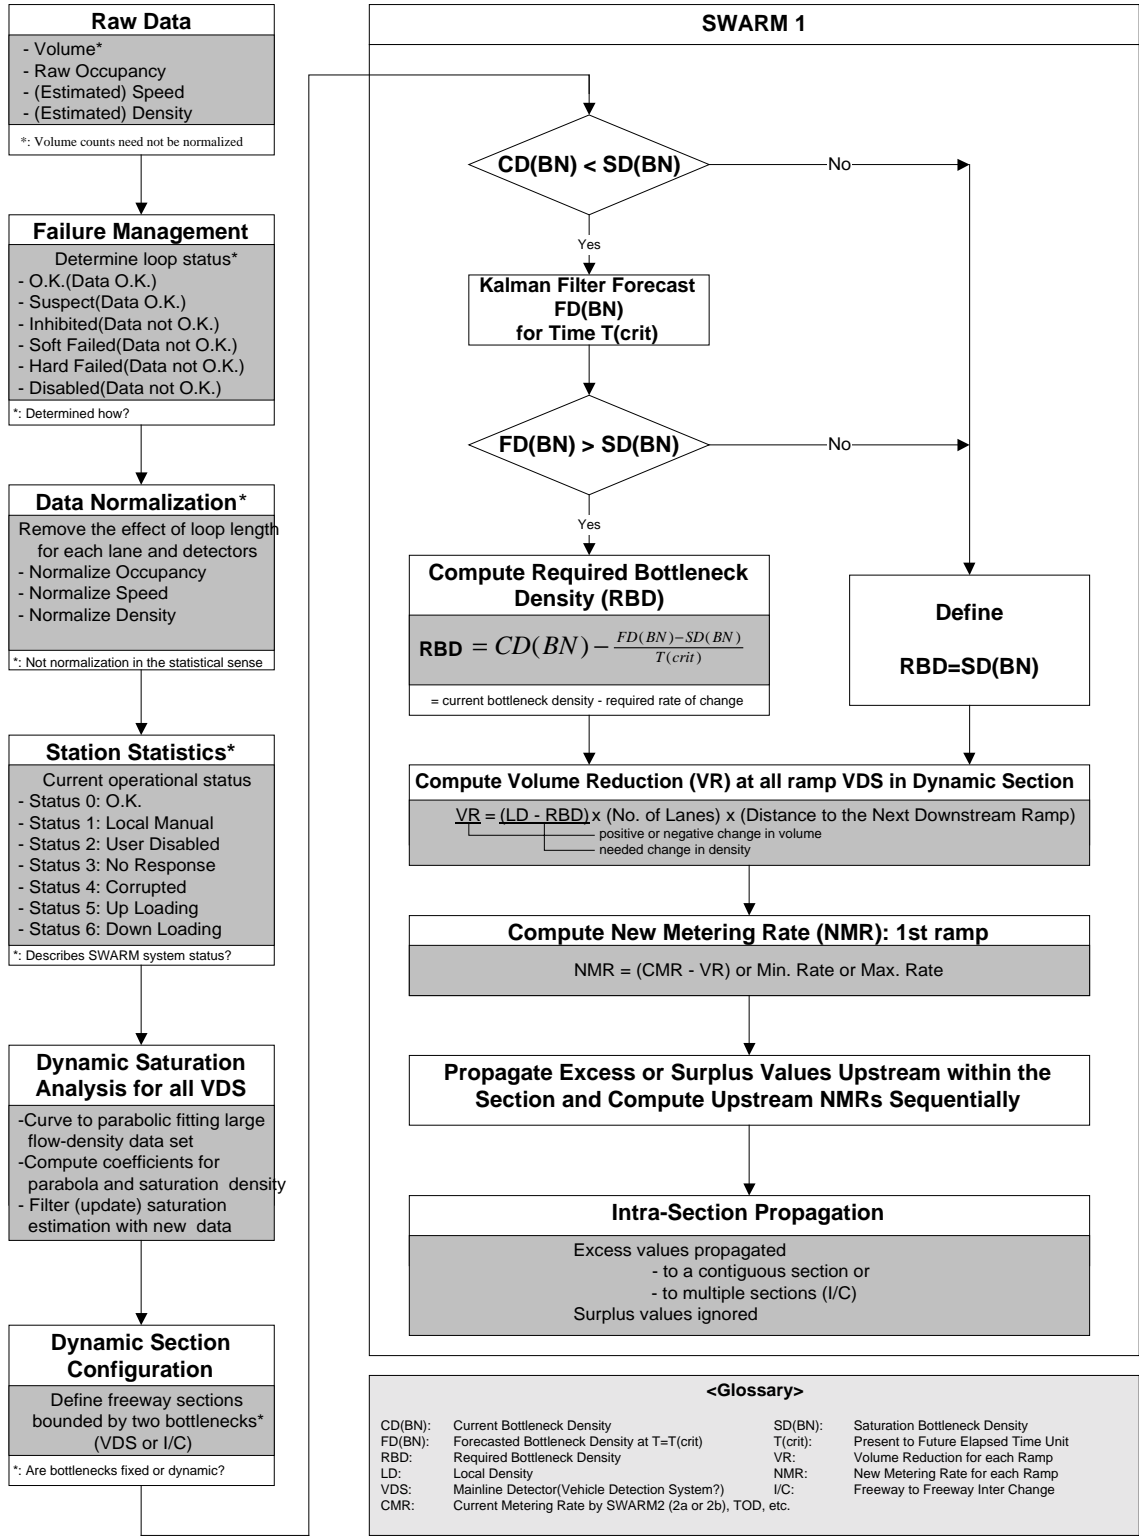 Raw Data
- Volume*
- Raw Occupancy
- (Estimated) Speed
- (Estimated) Density
*: Volume counts need not be normalized
Failure Management
Determine loop status*
- O.K.(Data O.K.)
- Suspect(Data O.K.)
- Inhibited(Data not O.K.)
- Soft Failed(Data not O.K.)
- Hard Failed(Data not O.K.)
- Disabled(Data not O.K.)
*: Determined how?
Data Normalization*
Remove the effect of loop length
for each lane and detectors
- Normalize Occupancy
- Normalize Speed
- Normalize Density
*: Not normalization in the statistical sense
Station Statistics*
Current operational status
- Status 0: O.K.
- Status 1: Local Manual
- Status 2: User Disabled
- Status 3: No Response
- Status 4: Corrupted
- Status 5: Up Loading
- Status 6: Down Loading
*: Describes SWARM system status?
Dynamic Saturation
Analysis for all VDS
-Curve to parabolic fitting large
flow-density data set
-Compute coefficients for
parabola and saturation density
- Filter (update) saturation
estimation with new data
Dynamic Section
Configuration
Define freeway sections
bounded by two bottlenecks*
(VDS or I/C)
*: Are bottlenecks fixed or dynamic?
SWARM 1
CD(BN) < SD(BN)
No
Yes
Kalman Filter Forecast
FD(BN)
for Time T(crit)
FD(BN) > SD(BN)
No
Yes
Compute Required Bottleneck
Density (RBD)
RBD = CD(BN) − FD(BN)−SD(BN) / T(crit)
= current bottleneck density - required rate of change
Define
RBD=SD(BN)
Compute Volume Reduction (VR) at all ramp VDS in Dynamic Section
VR = (LD - RBD) x (No. of Lanes) x (Distance to the Next Downstream Ramp)
positive or negative change in volume
needed change in density
Compute New Metering Rate (NMR): 1st ramp
NMR = (CMR - VR) or Min. Rate or Max. Rate
Propagate Excess or Surplus Values Upstream within the
Section and Compute Upstream NMRs Sequentially
Intra-Section Propagation
Excess values propagated
- to a contiguous section or
- to multiple sections (I/C)
Surplus values ignored
<Glossary>
CD(BN): Current Bottleneck Density SD(BN): Saturation Bottleneck Density
FD(BN): Forecasted Bottleneck Density at T=T(crit) T(crit): Present to Future Elapsed Time Unit
RBD: Required Bottleneck Density VR: Volume Reduction for each Ramp
LD: Local Density NMR: New Metering Rate for each Ramp
VDS: Mainline Detector(Vehicle Detection System?) I/C: Freeway to Freeway Inter Change
CMR: Current Metering Rate by SWARM2 (2a or 2b), TOD, etc.